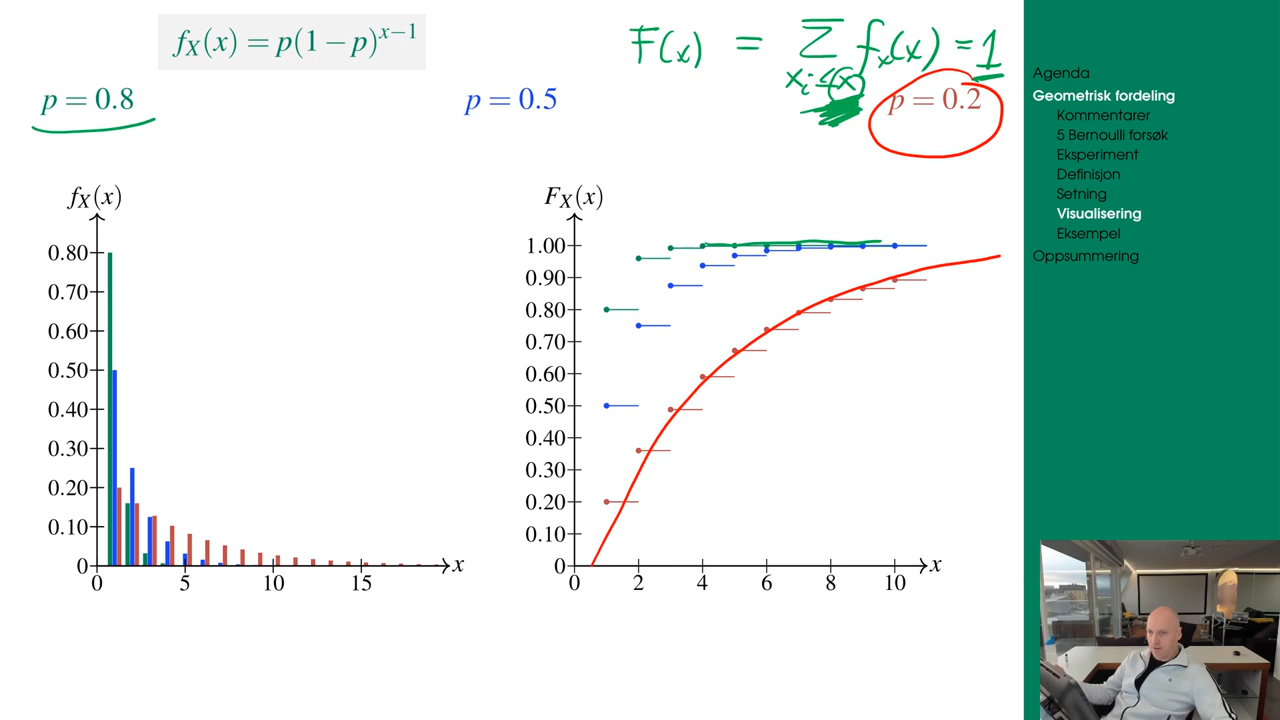 f_X(x) = p(1 − p)^{x−1}
F(x) = Σ f_x(x) = 1
x_i ≤ x
p = 0.8
p = 0.5
p = 0.2
f_X(x)
0.80
0.70
0.60
0.50
0.40
0.30
0.20
0.10
0
0 5 10 15 x
F_X(x)
1.00
0.90
0.80
0.70
0.60
0.50
0.40
0.30
0.20
0.10
0
0 2 4 6 8 10 x
Agenda
Geometrisk fordeling
Kommentarer
5 Bernoulli forsøk
Eksperiment
Definisjon
Setning
Visualisering
Eksempel
Oppsummering